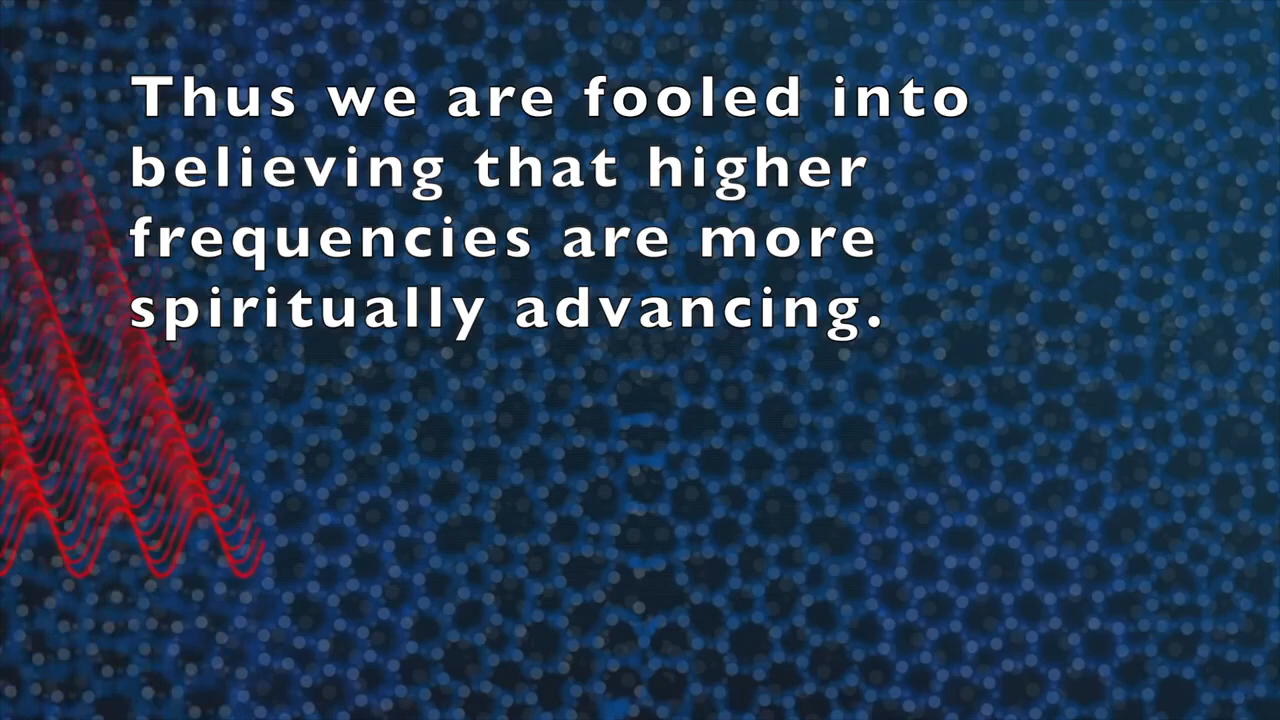 Thus we are fooled into
believing that higher
frequencies are more
spiritually advancing.